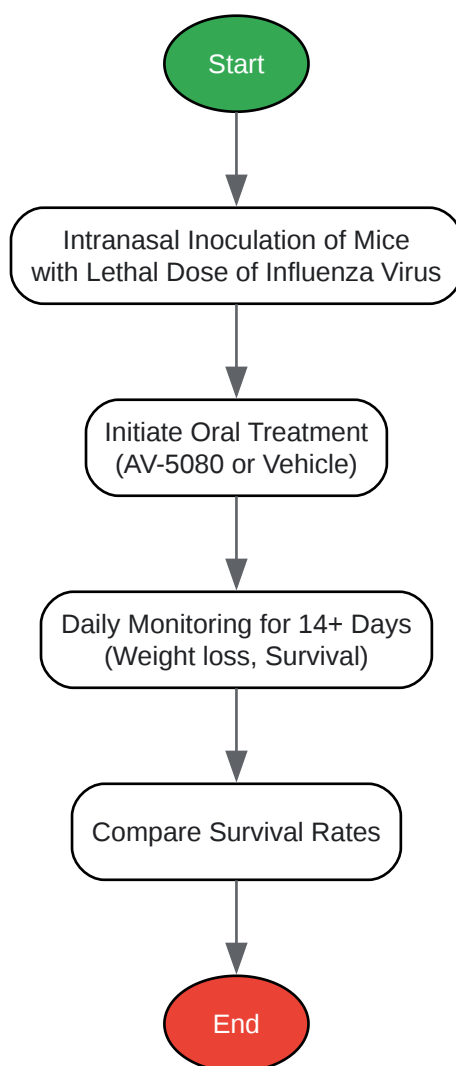 Start
Intranasal Inoculation of Mice
with Lethal Dose of Influenza Virus
Initiate Oral Treatment
(AV-5080 or Vehicle)
Daily Monitoring for 14+ Days
(Weight loss, Survival)
Compare Survival Rates
End